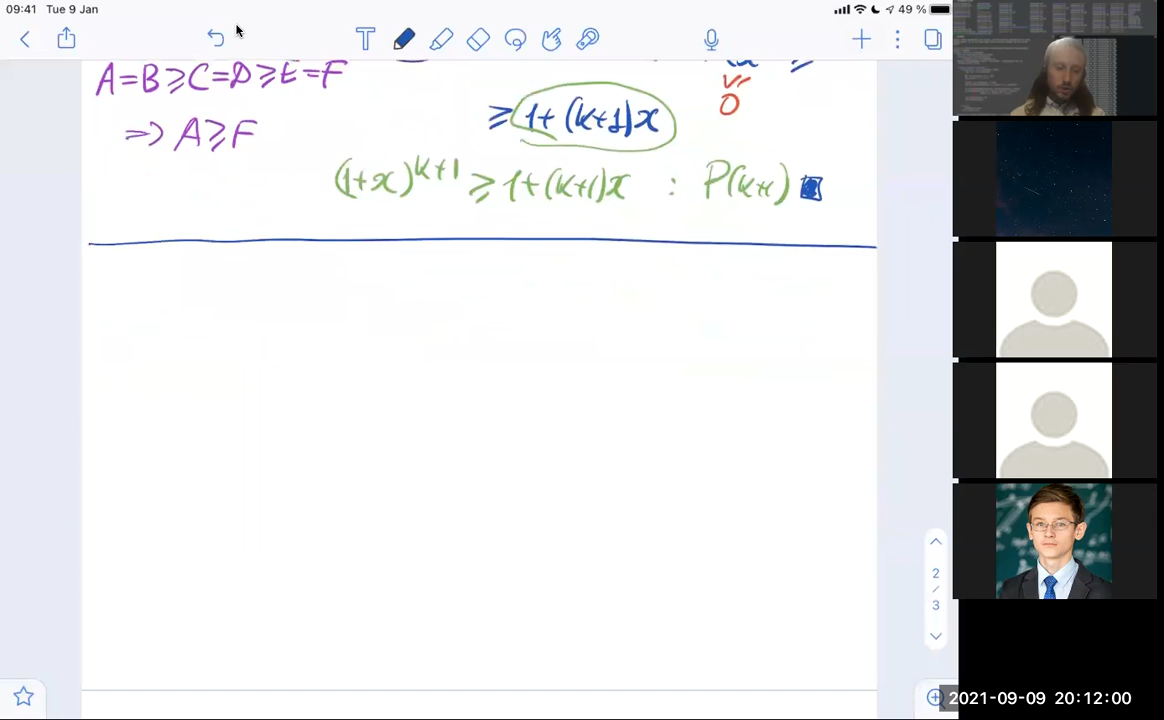 09:41 Tue 9 Jan
49 %
A=B≥C=D≥E=F
⇒ A≥F
≥ 1+(k+1)x
0
(1+x)^{k+1} ≥ 1+(k+1)x : P(k+1)
2
/
3
2021-09-09 20:12:00